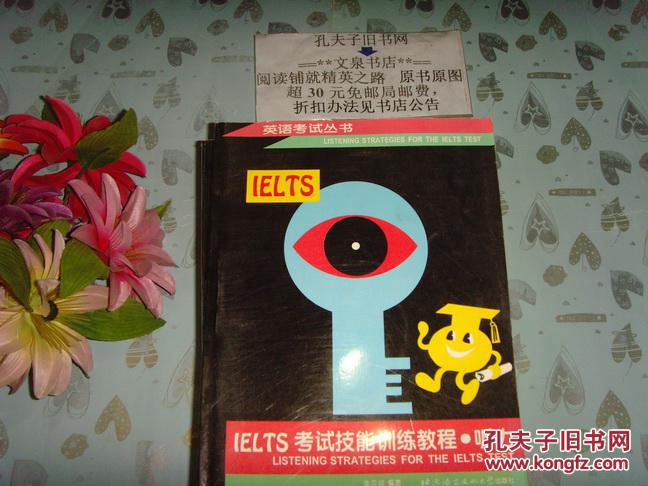 孔夫子旧书网
==**文泉书店**==
阅读铺就精英之路 原书原图
超 30 元免邮局邮费，
折扣办法见书店公告
英语考试丛书
LISTENING STRATEGIES FOR THE IELTS TEST
IELTS
IELTS 考试技能训练教程·听
LISTENING STRATEGIES FOR THE IELTS TEST
孔夫子旧书网
www.kongfz.com